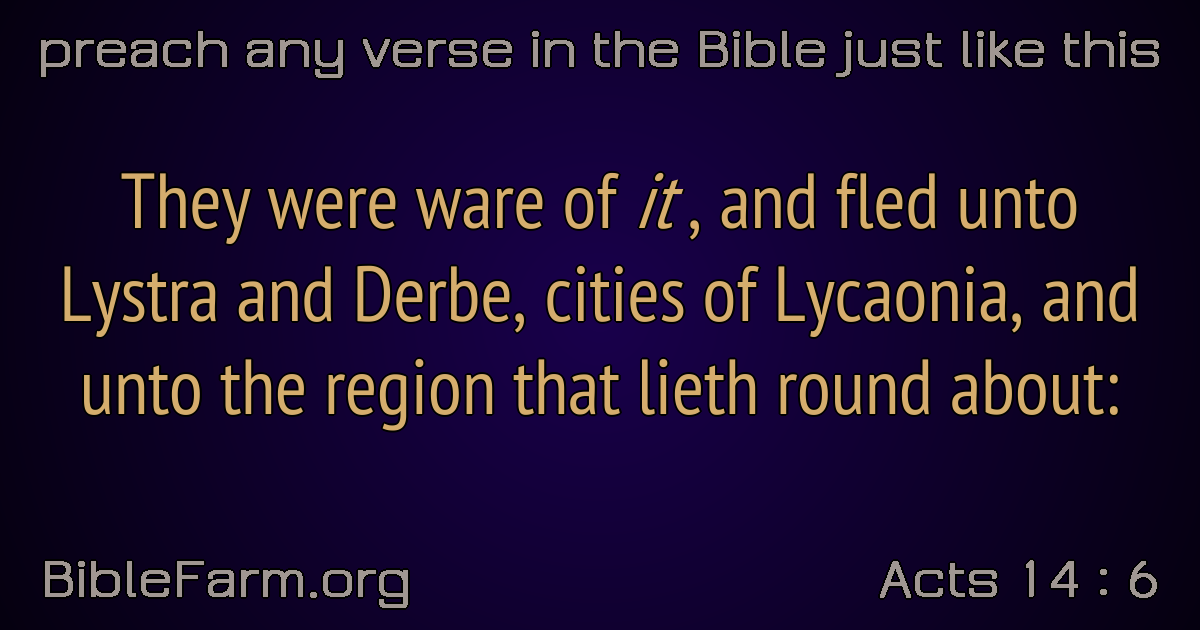 preach any verse in the Bible just like this
They were ware of it , and fled unto
Lystra and Derbe, cities of Lycaonia, and
unto the region that lieth round about:
BibleFarm.org
Acts 14 : 6